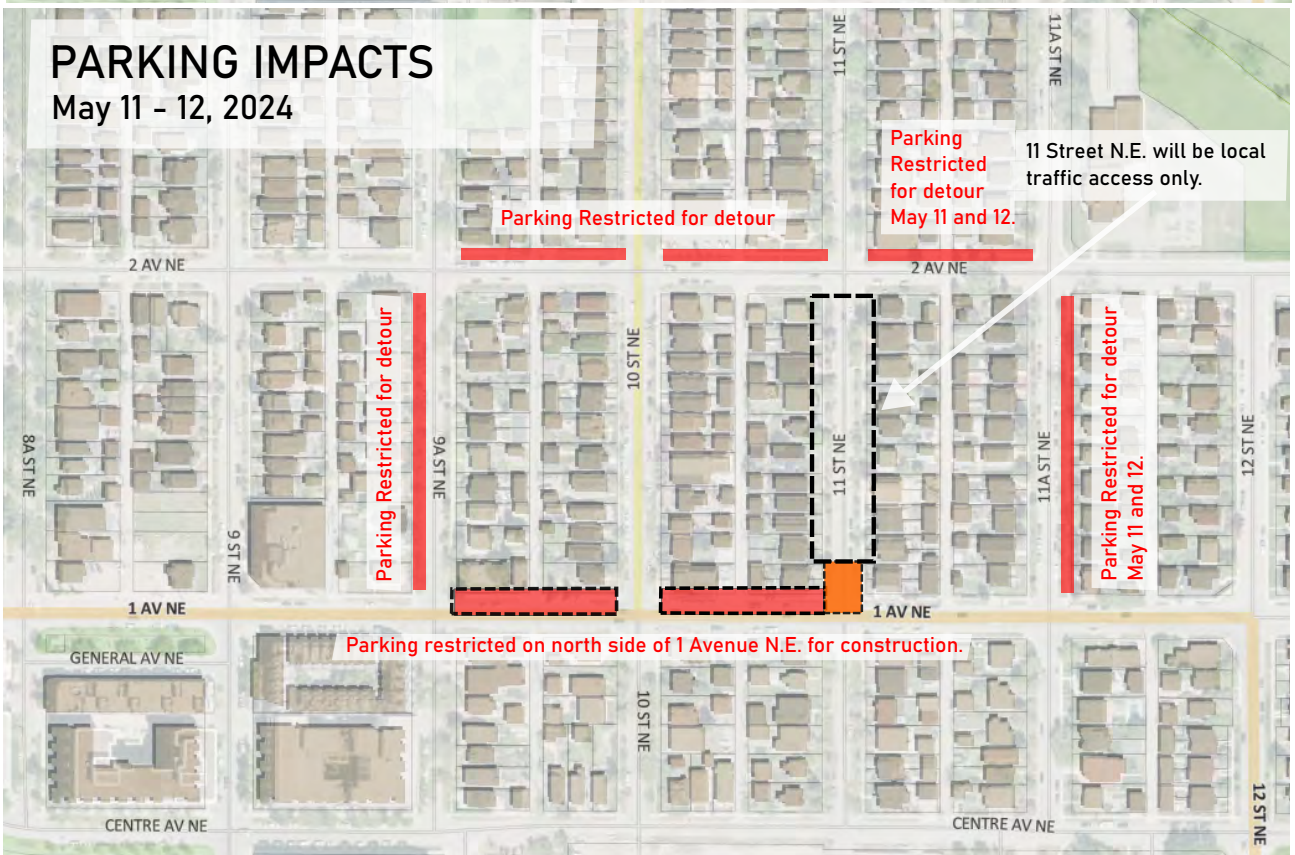 PARKING IMPACTS
May 11 - 12, 2024
11 ST NE
11A ST NE
Parking
Restricted
for detour
May 11 and 12.
11 Street N.E. will be local
traffic access only.
Parking Restricted for detour
2 AV NE
2 AV NE
Parking Restricted for detour
10 ST NE
Parking Restricted for detour
May 11 and 12.
8A ST NE
9A ST NE
11 ST NE
11A ST NE
12 ST NE
9 ST NE
1 AV NE
1 AV NE
Parking restricted on north side of 1 Avenue N.E. for construction.
GENERAL AV NE
10 ST NE
12 ST NE
CENTRE AV NE
CENTRE AV NE